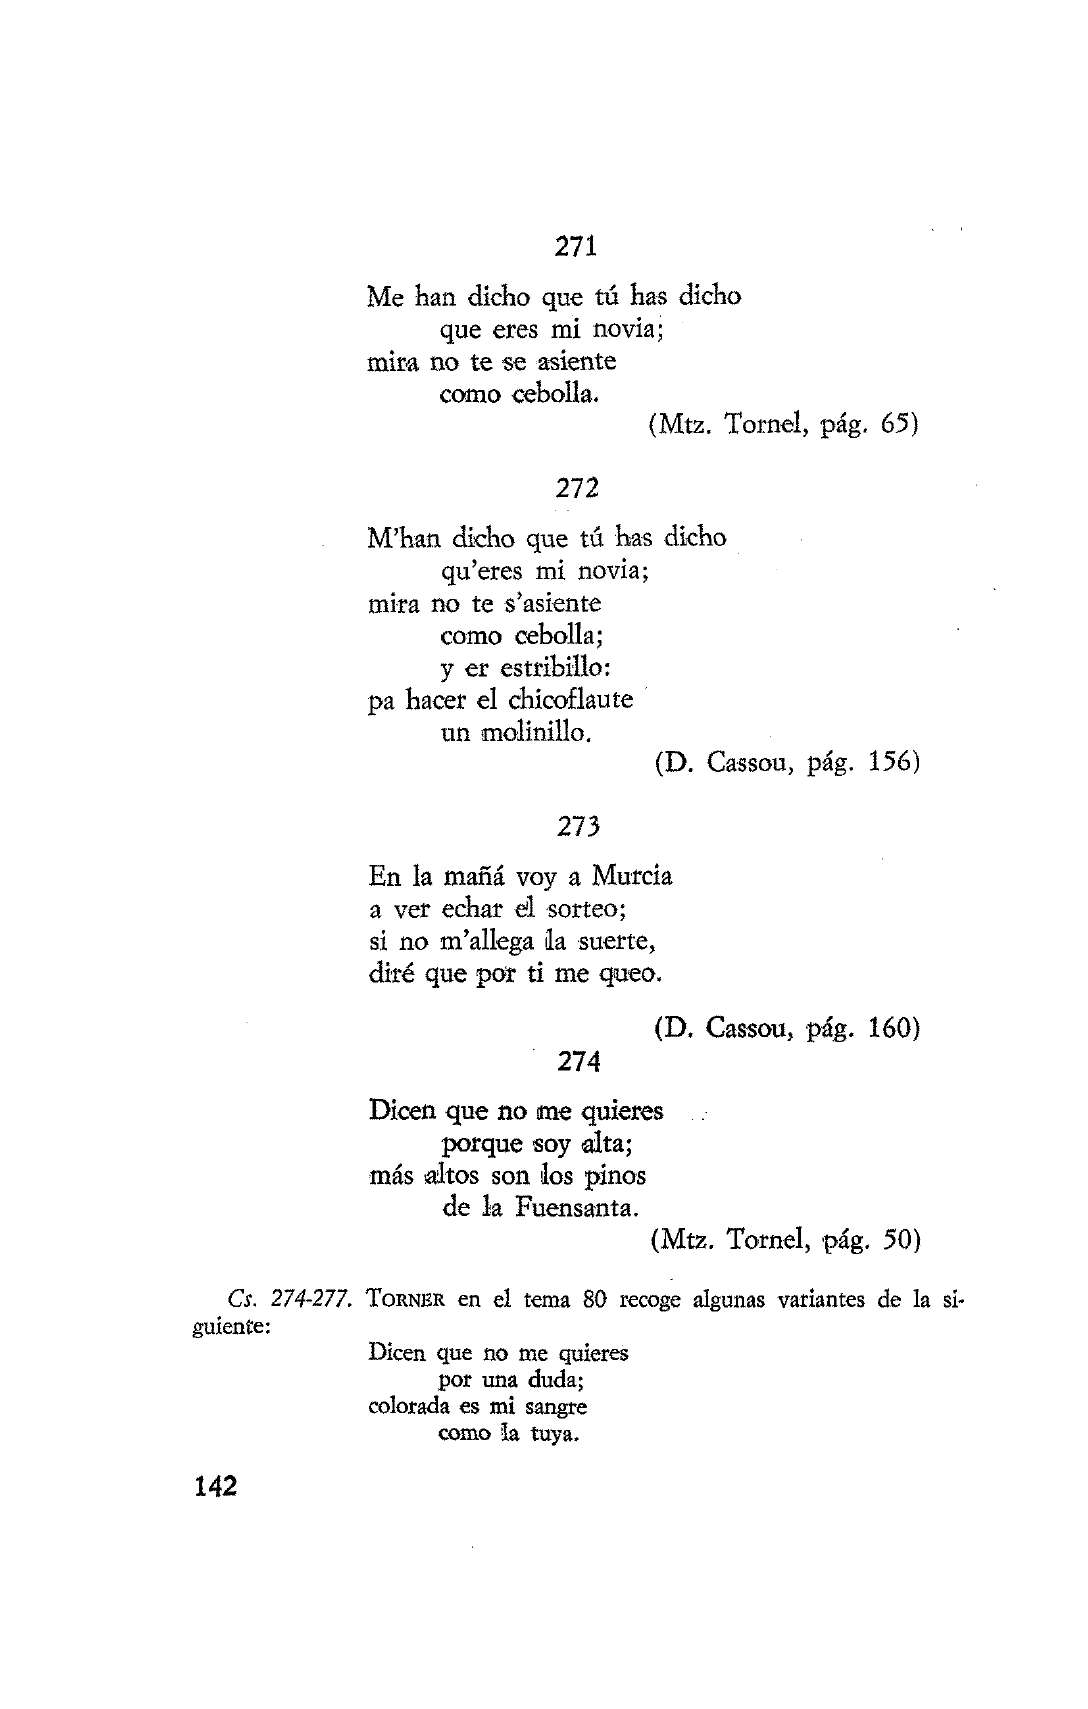 271
Me han dicho que tú has dicho
que eres mi novia;
mira no te se asiente
como cebolla.
(Mtz. Tornel, pág. 65)
272
M'han dicho que tú has dicho
qu'eres mi novia;
mira no te s'asiente
como cebolla;
y er estribillo:
pa hacer el chicoflaute
un molinillo.
(D. Cassou, pág. 156)
273
En la mañá voy a Murcia
a ver echar el sorteo;
si no m'allega la suerte,
diré que por ti me queo.
(D. Cassou, pág. 160)
274
Dicen que no me quieres
porque soy alta;
más altos son los pinos
de la Fuensanta.
(Mtz. Tornel, pág. 50)
Cs. 274-277. TORNER en el tema 80 recoge algunas variantes de la si-
guiente:
Dicen que no me quieres
por una duda;
colorada es mi sangre
como la tuya.
142